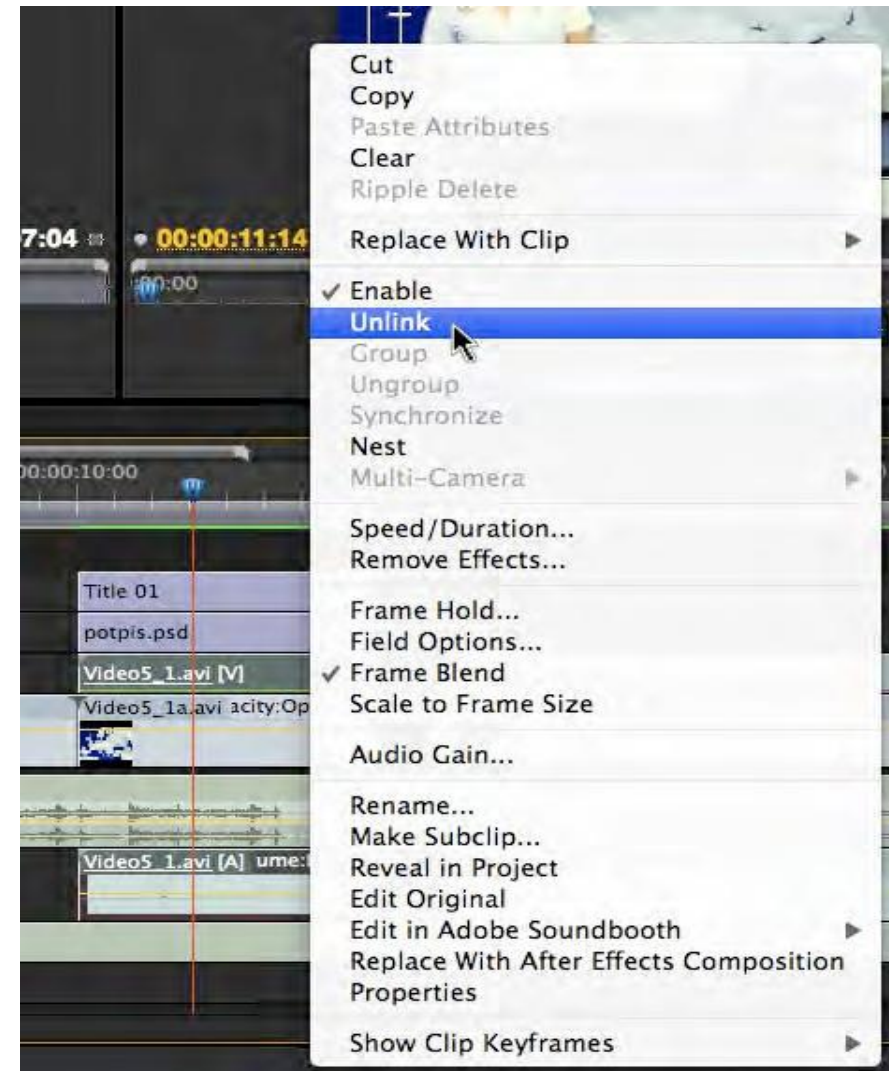 Cut
Copy
Paste Attributes
Clear
Ripple Delete
Replace With Clip
Enable
Unlink
Group
Ungroup
Synchronize
Nest
Multi-Camera
Speed/Duration...
Remove Effects...
Frame Hold...
Field Options...
Frame Blend
Scale to Frame Size
Audio Gain...
Rename...
Make Subclip...
Reveal in Project
Edit Original
Edit in Adobe Soundbooth
Replace With After Effects Composition
Properties
Show Clip Keyframes
7:04
00:00:11:14
:00
00:00:10:00
Title 01
potpis.psd
Video5_1.avi [V]
Video5_1a.avi acity:Op
Video5_1.avi [A] ume: